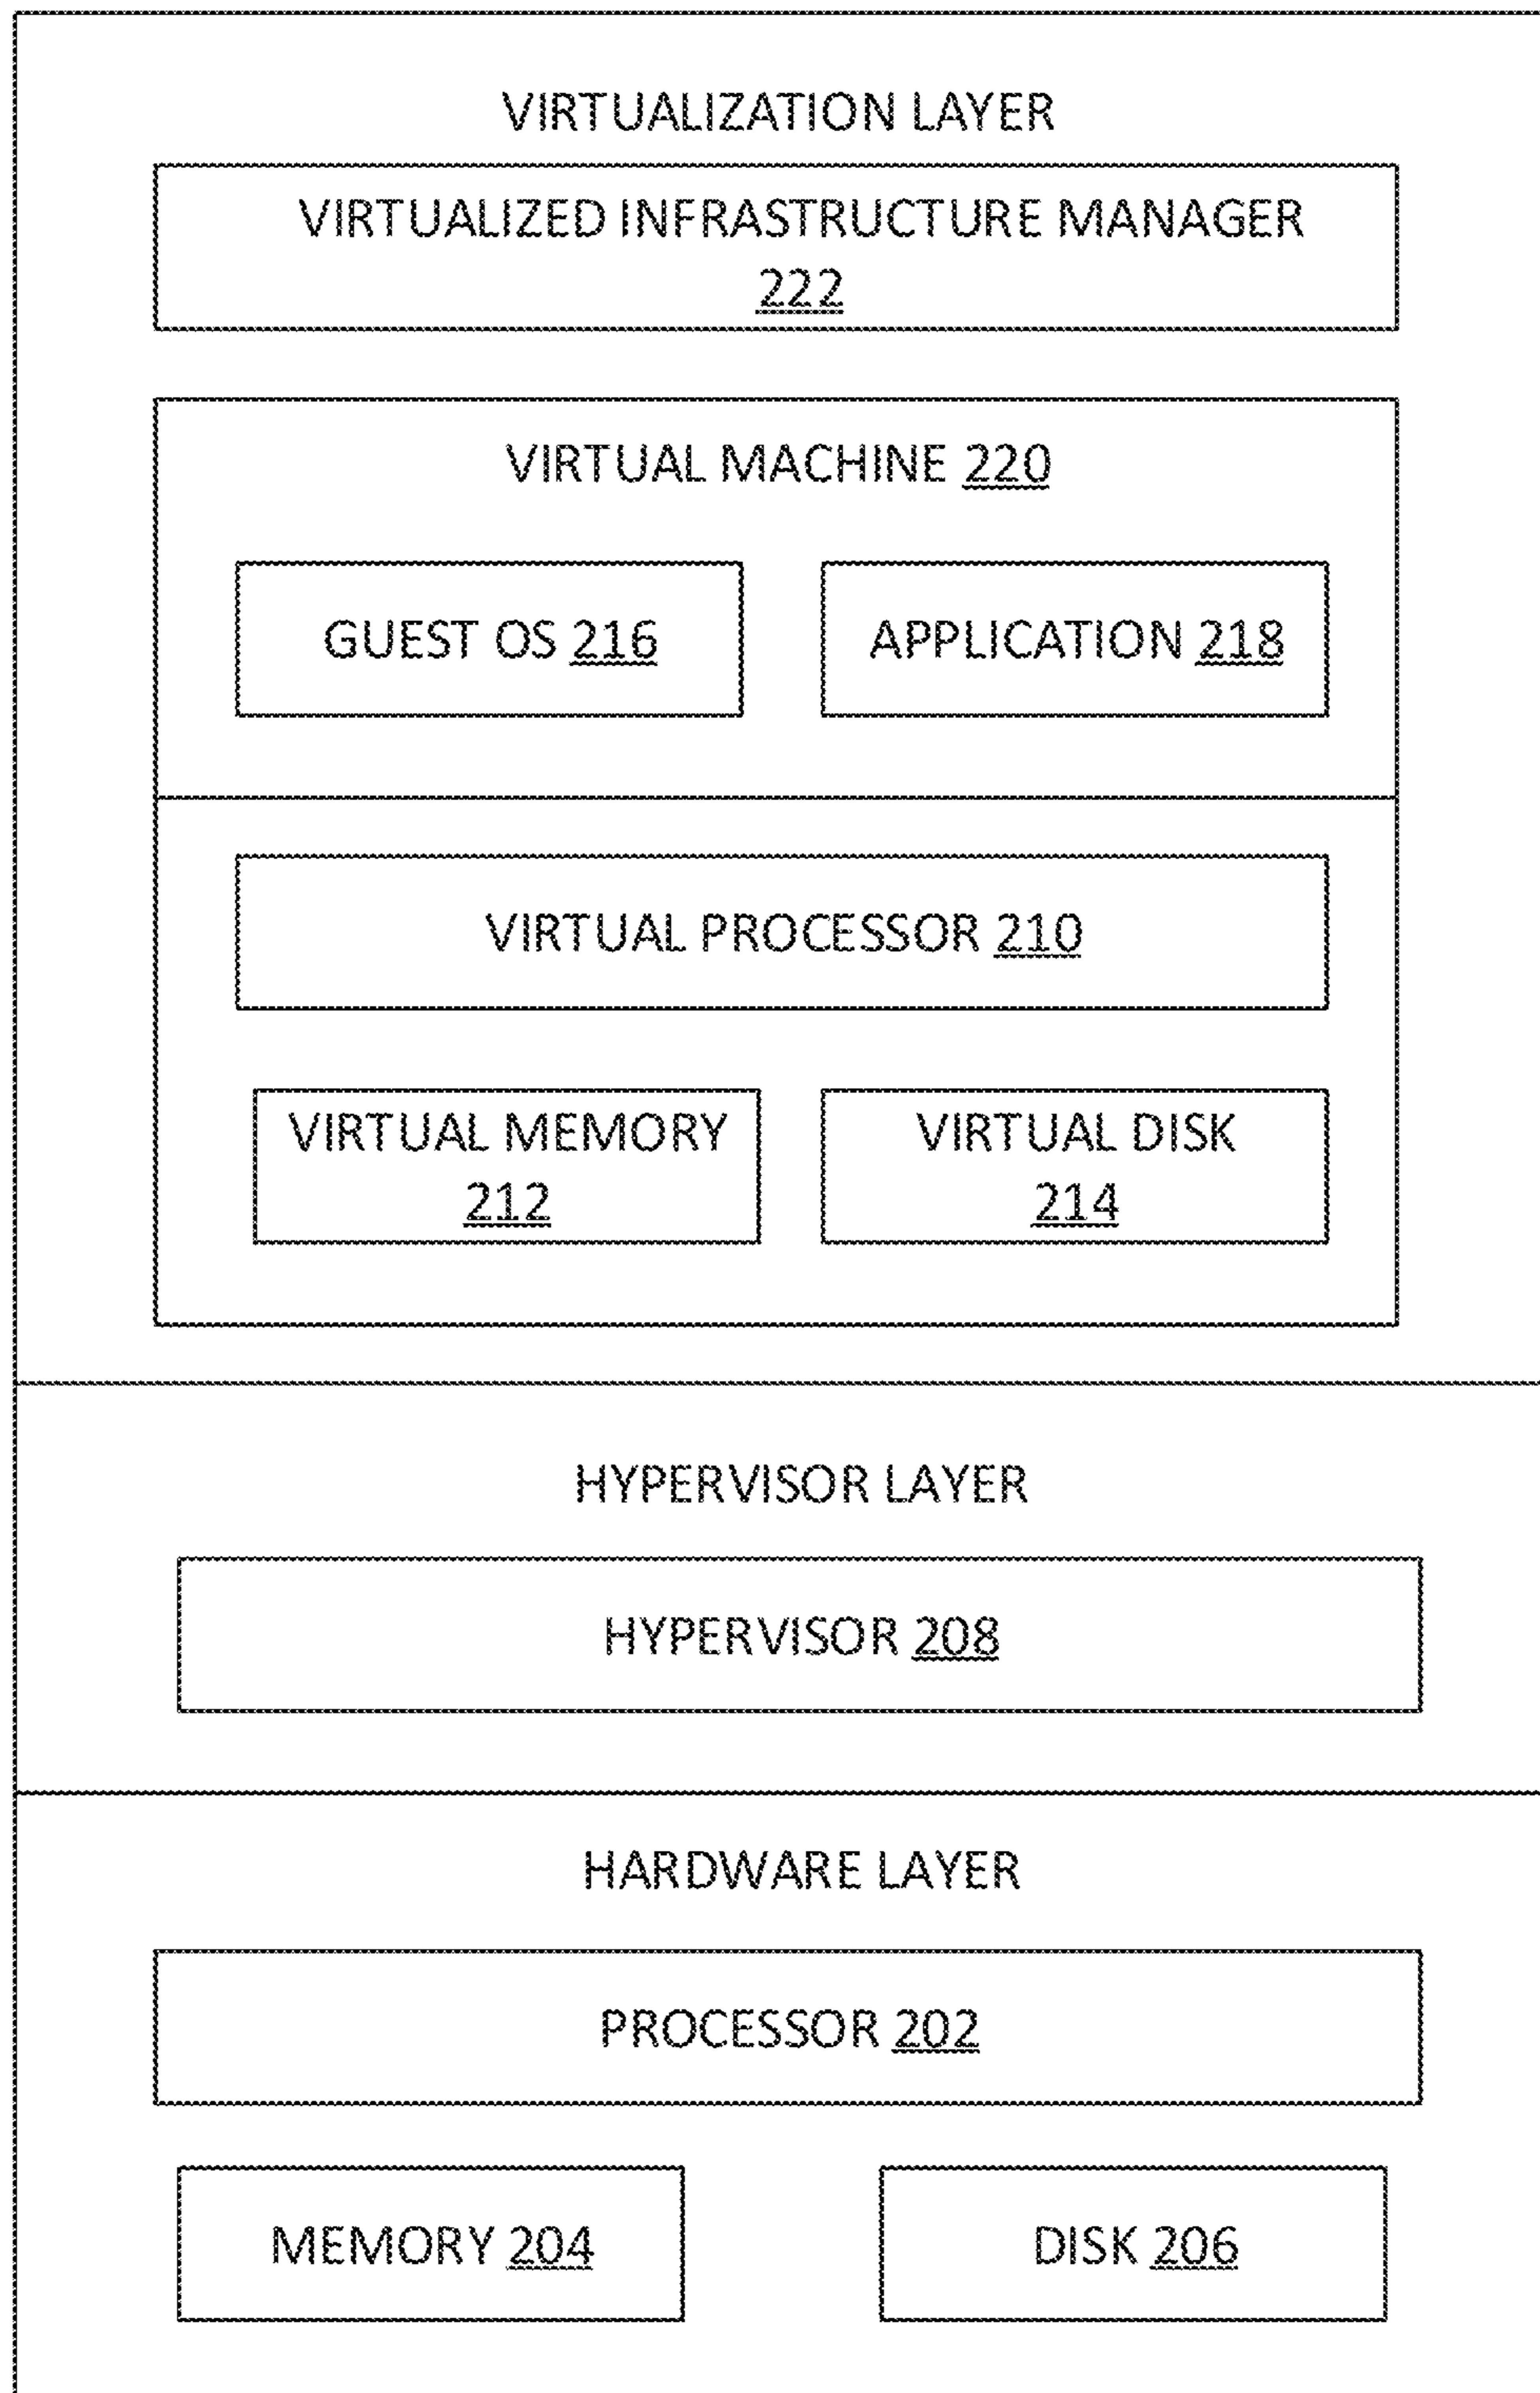 VIRTUALIZATION LAYER
VIRTUALIZED INFRASTRUCTURE MANAGER
222
VIRTUAL MACHINE 220
GUEST OS 216
APPLICATION 218
VIRTUAL PROCESSOR 210
VIRTUAL MEMORY
212
VIRTUAL DISK
214
HYPERVISOR LAYER
HYPERVISOR 208
HARDWARE LAYER
PROCESSOR 202
MEMORY 204
DISK 206